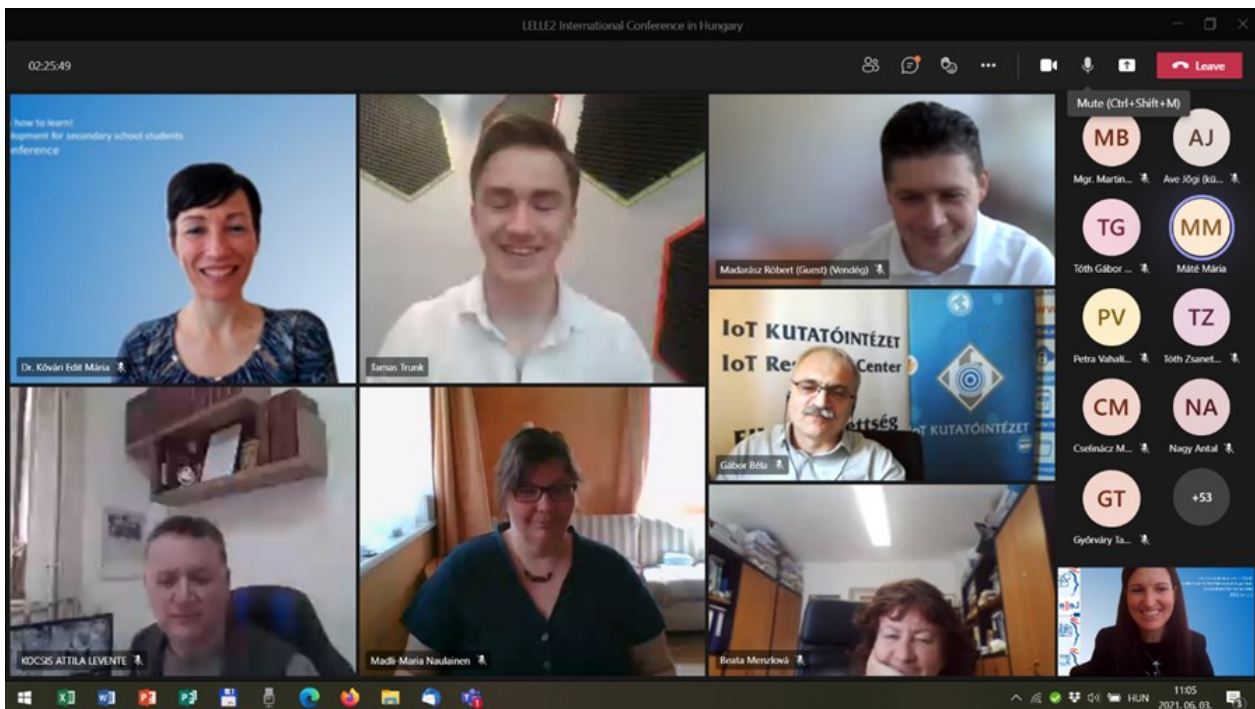 LELLE2 International Conference in Hungary
02:25:49
Leave
Mute (Ctrl+Shift+M)
how to learn!
lopment for secondary school students
nference
Dr. Kővári Edit Mária
Tamas Trunk
Madarász Róbert (Guest) (Vendég)
IoT KUTATÓINTÉZET
IoT Re Center
ettség
IoT KUTATÓINTÉZET
Gábor Béla
KOCSIS ATTILA LEVENTE
Madli-Maria Naulainen
Beata Menzlová
MB
AJ
Mgr. Martin...
Ave Jõgi (kü...
TG
MM
Tóth Gábor ...
Máté Mária
PV
TZ
Petra Vahali...
Tóth Zsanet...
CM
NA
Cselinácz M...
Nagy Antal
GT
+53
Győrváry Ta...
HUN
11:05
2021. 06. 03.
3